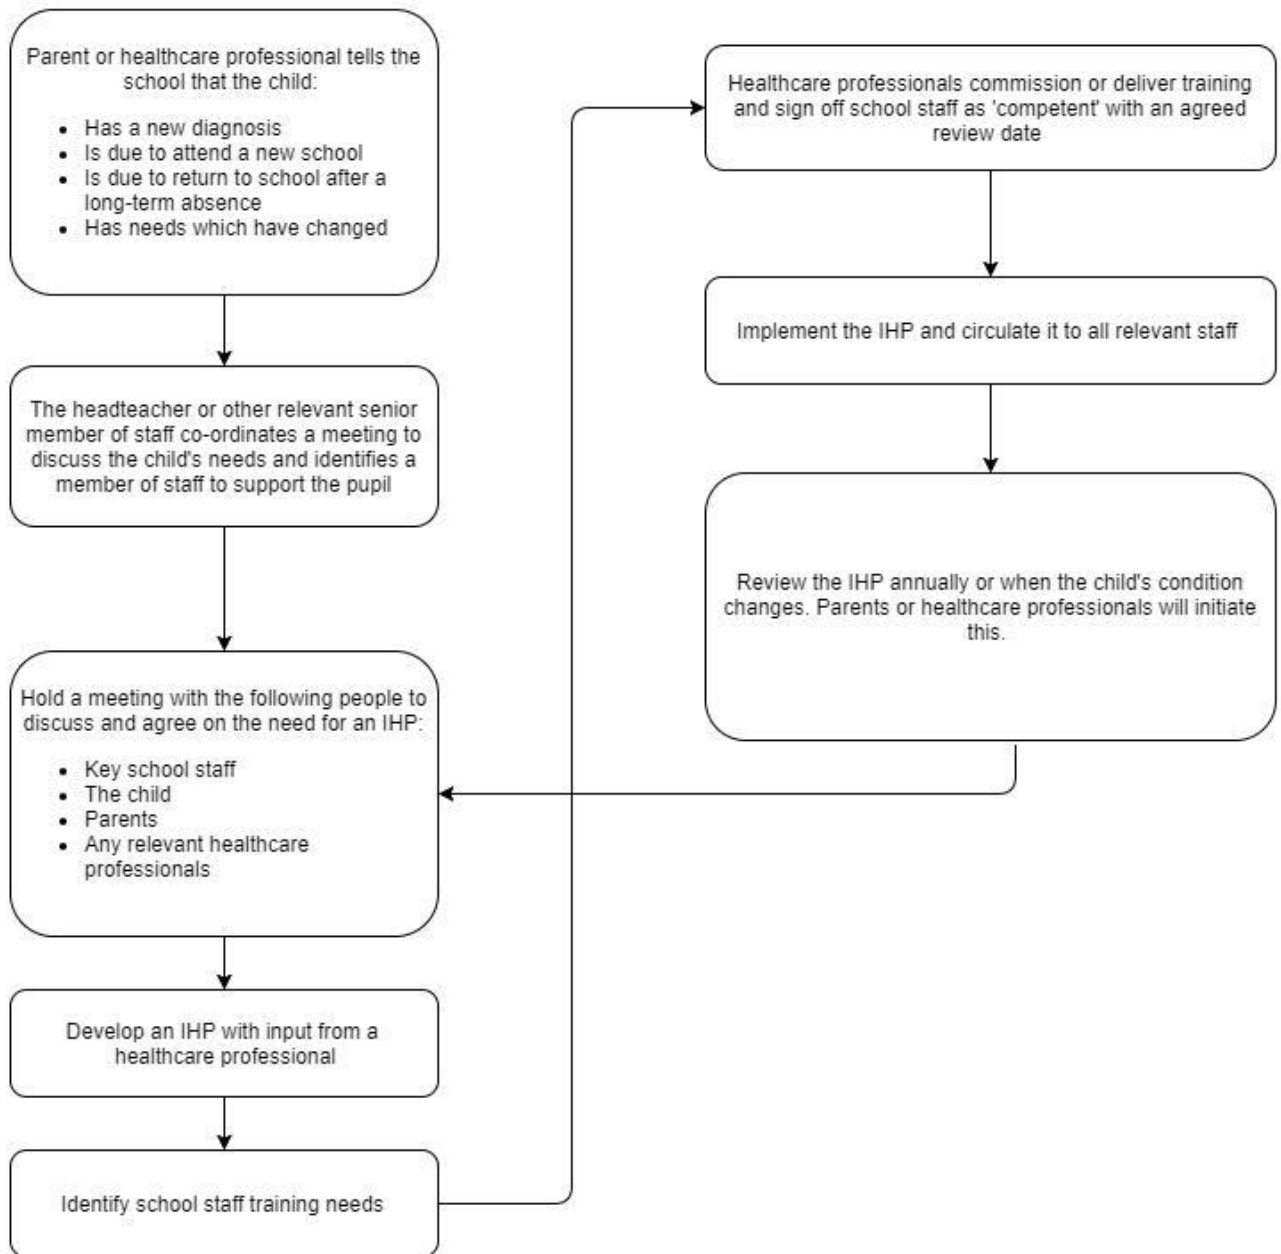 Parent or healthcare professional tells the
school that the child:
• Has a new diagnosis
• Is due to attend a new school
• Is due to return to school after a
long-term absence
• Has needs which have changed
The headteacher or other relevant senior
member of staff co-ordinates a meeting to
discuss the child's needs and identifies a
member of staff to support the pupil
Hold a meeting with the following people to
discuss and agree on the need for an IHP:
• Key school staff
• The child
• Parents
• Any relevant healthcare
professionals
Develop an IHP with input from a
healthcare professional
Identify school staff training needs
Healthcare professionals commission or deliver training
and sign off school staff as 'competent' with an agreed
review date
Implement the IHP and circulate it to all relevant staff
Review the IHP annually or when the child's condition
changes. Parents or healthcare professionals will initiate
this.